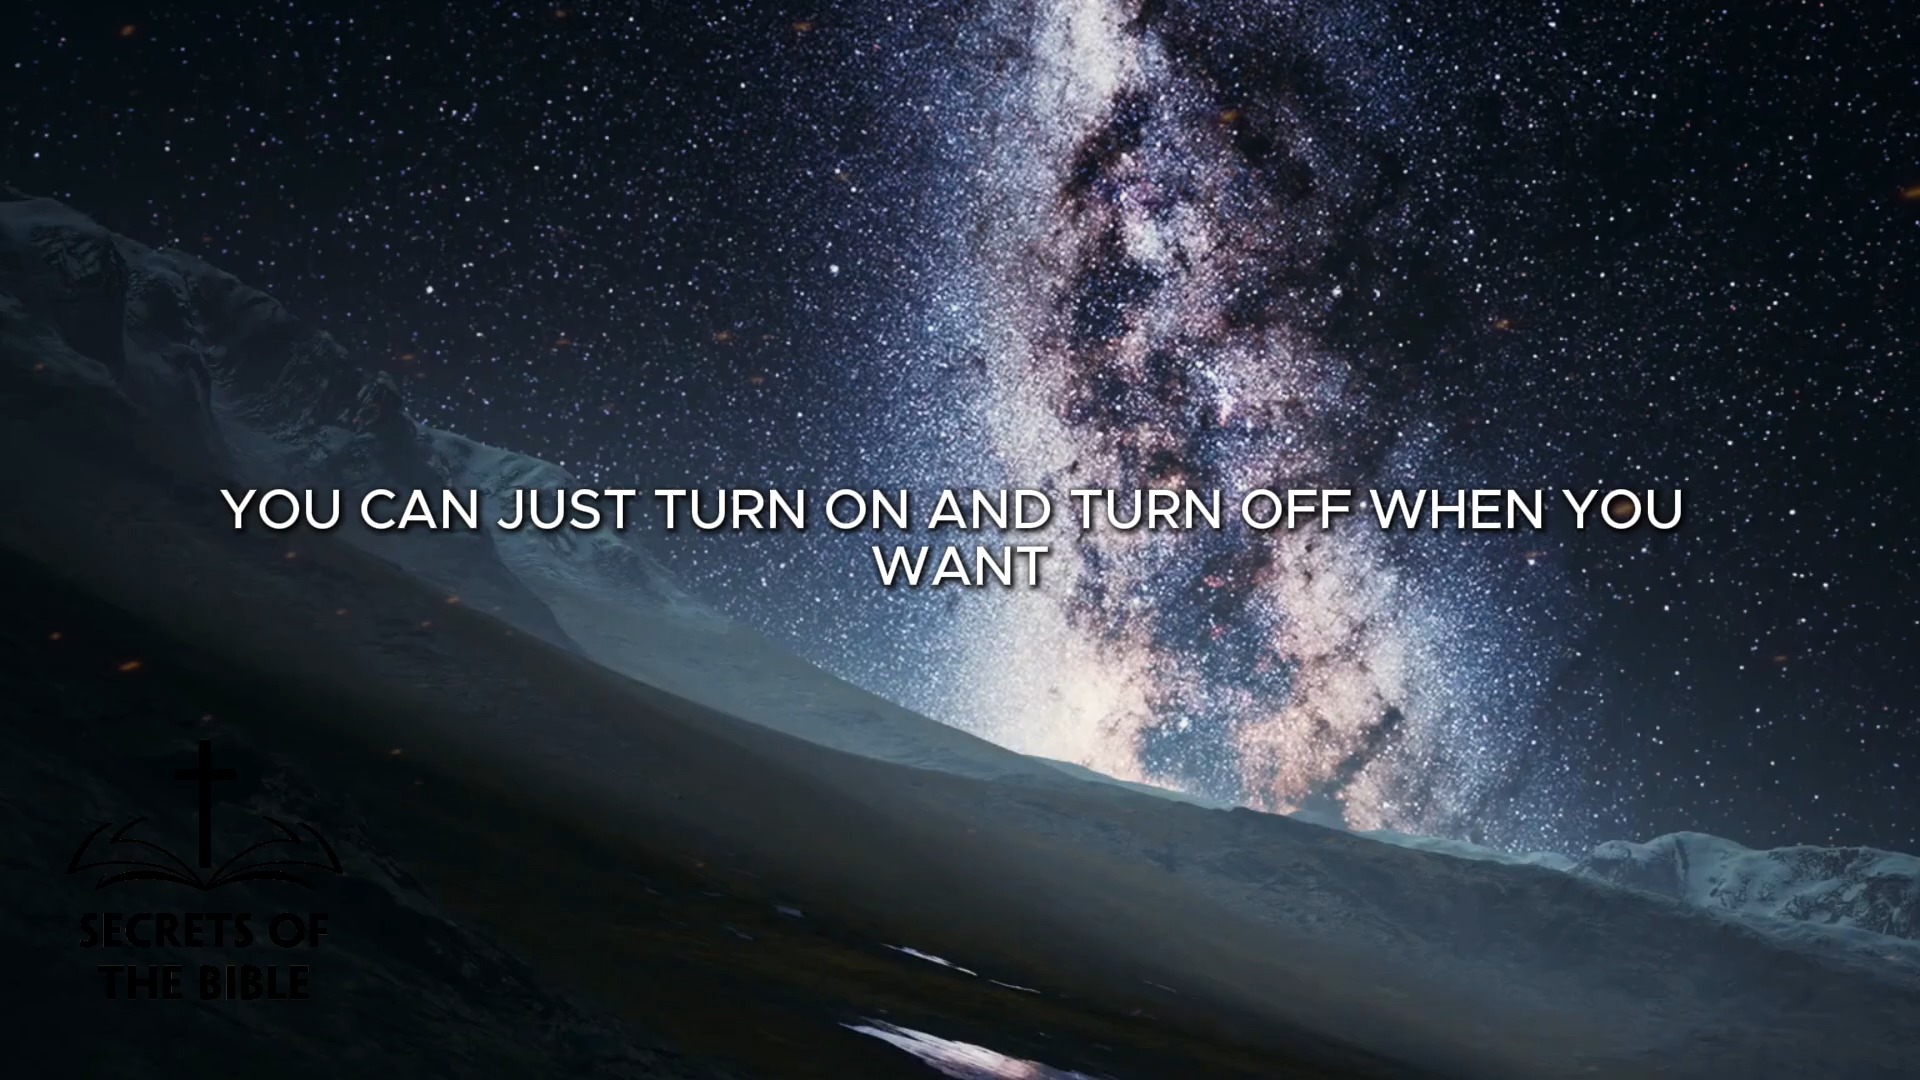 YOU CAN JUST TURN ON AND TURN OFF WHEN YOU
WANT
SECRETS OF
THE BIBLE